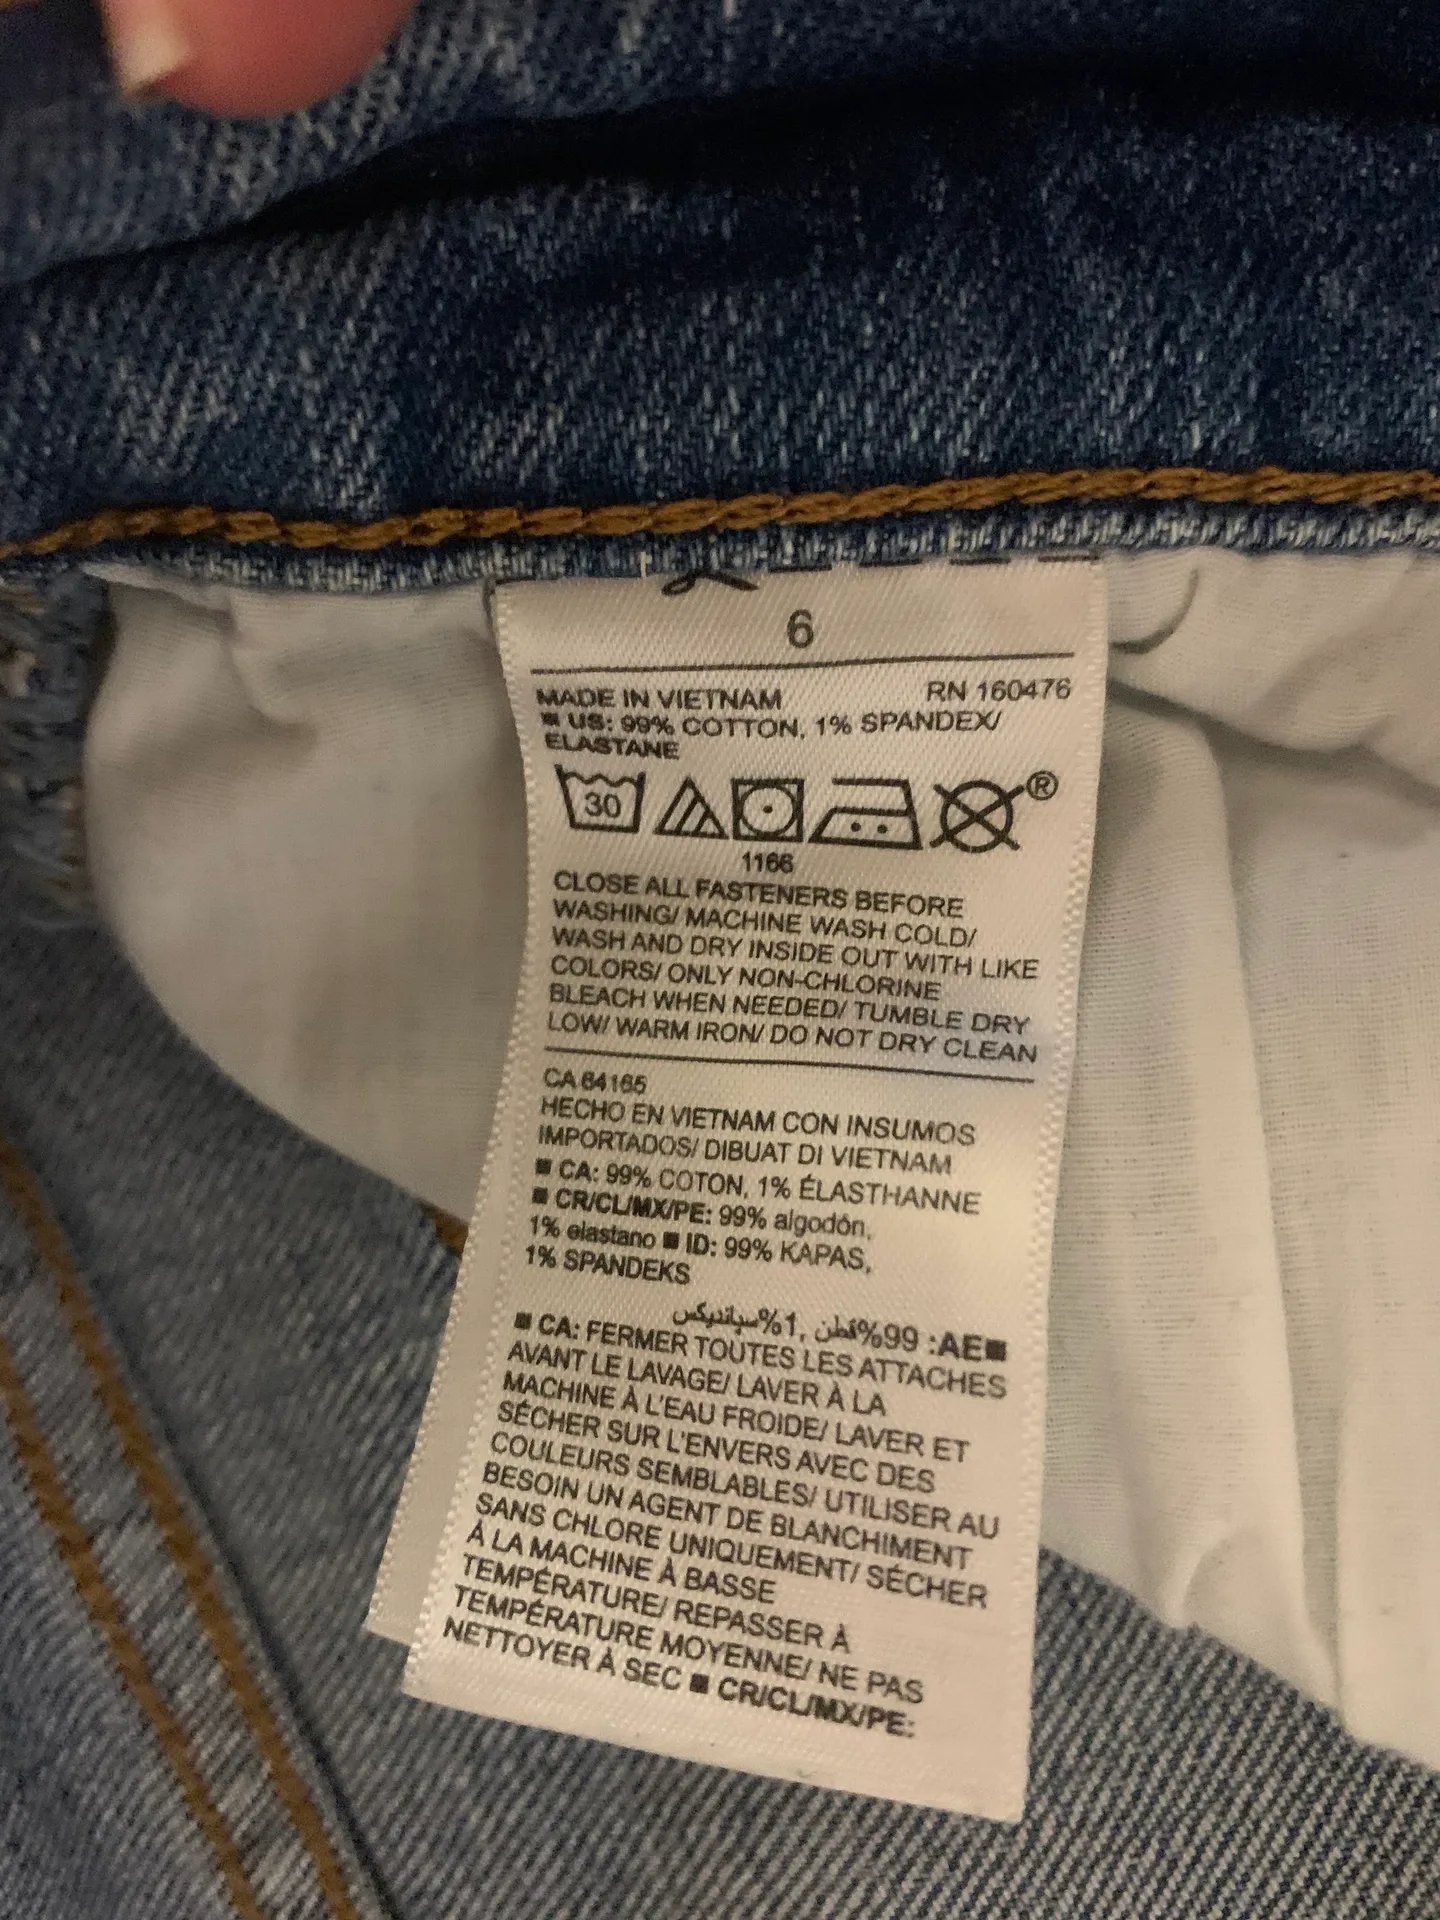 6
MADE IN VIETNAM RN 160476
■ US: 99% COTTON, 1% SPANDEX/
ELASTANE
30 ®
1166
CLOSE ALL FASTENERS BEFORE
WASHING/ MACHINE WASH COLD/
WASH AND DRY INSIDE OUT WITH LIKE
COLORS/ ONLY NON-CHLORINE
BLEACH WHEN NEEDED/ TUMBLE DRY
LOW/ WARM IRON/ DO NOT DRY CLEAN
CA 64165
HECHO EN VIETNAM CON INSUMOS
IMPORTADOS/ DIBUAT DI VIETNAM
■ CA: 99% COTON, 1% ÉLASTHANNE
■ CR/CL/MX/PE: 99% algodón,
1% elastano ■ ID: 99% KAPAS,
1% SPANDEKS
■AE: 99%قطن, 1%سباندیکس
■ CA: FERMER TOUTES LES ATTACHES
AVANT LE LAVAGE/ LAVER À LA
MACHINE À L'EAU FROIDE/ LAVER ET
SÉCHER SUR L'ENVERS AVEC DES
COULEURS SEMBLABLES/ UTILISER AU
BESOIN UN AGENT DE BLANCHIMENT
SANS CHLORE UNIQUEMENT/ SÉCHER
À LA MACHINE À BASSE
TEMPÉRATURE/ REPASSER À
TEMPÉRATURE MOYENNE/ NE PAS
NETTOYER À SEC ■ CR/CL/MX/PE: